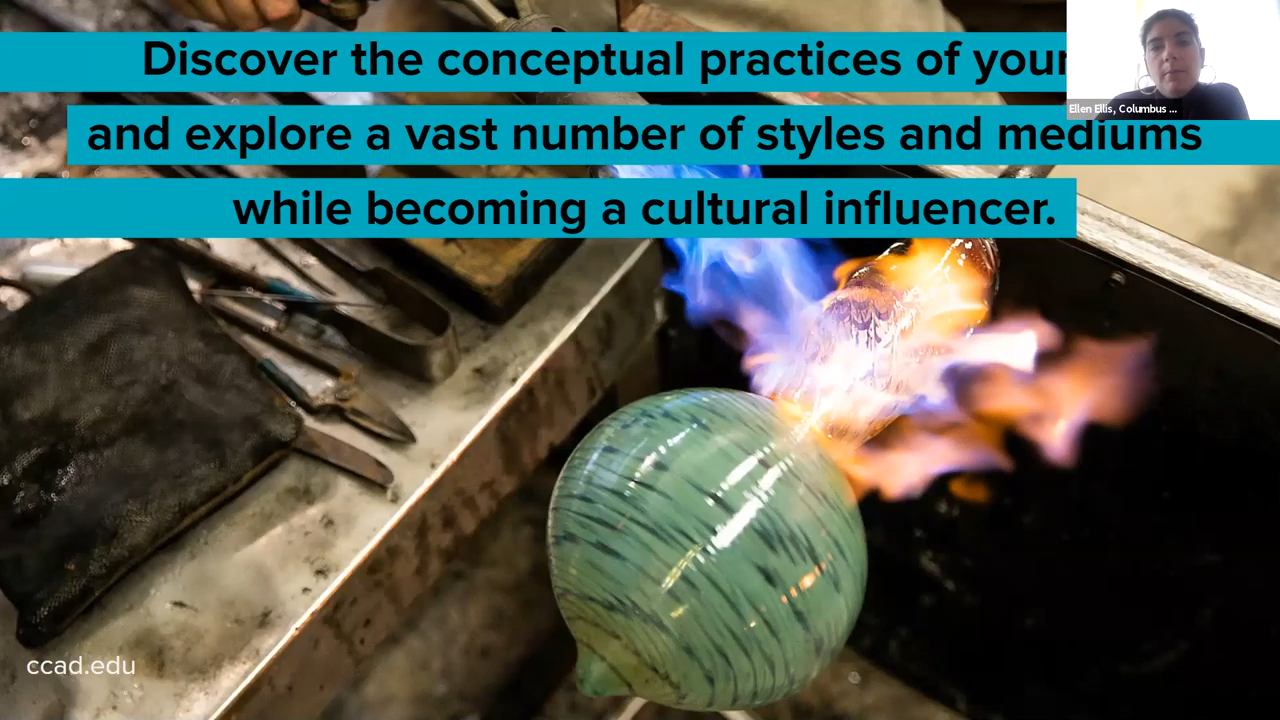 Discover the conceptual practices of your
and explore a vast number of styles and mediums
while becoming a cultural influencer.
Ellen Ellis, Columbus ...
ccad.edu